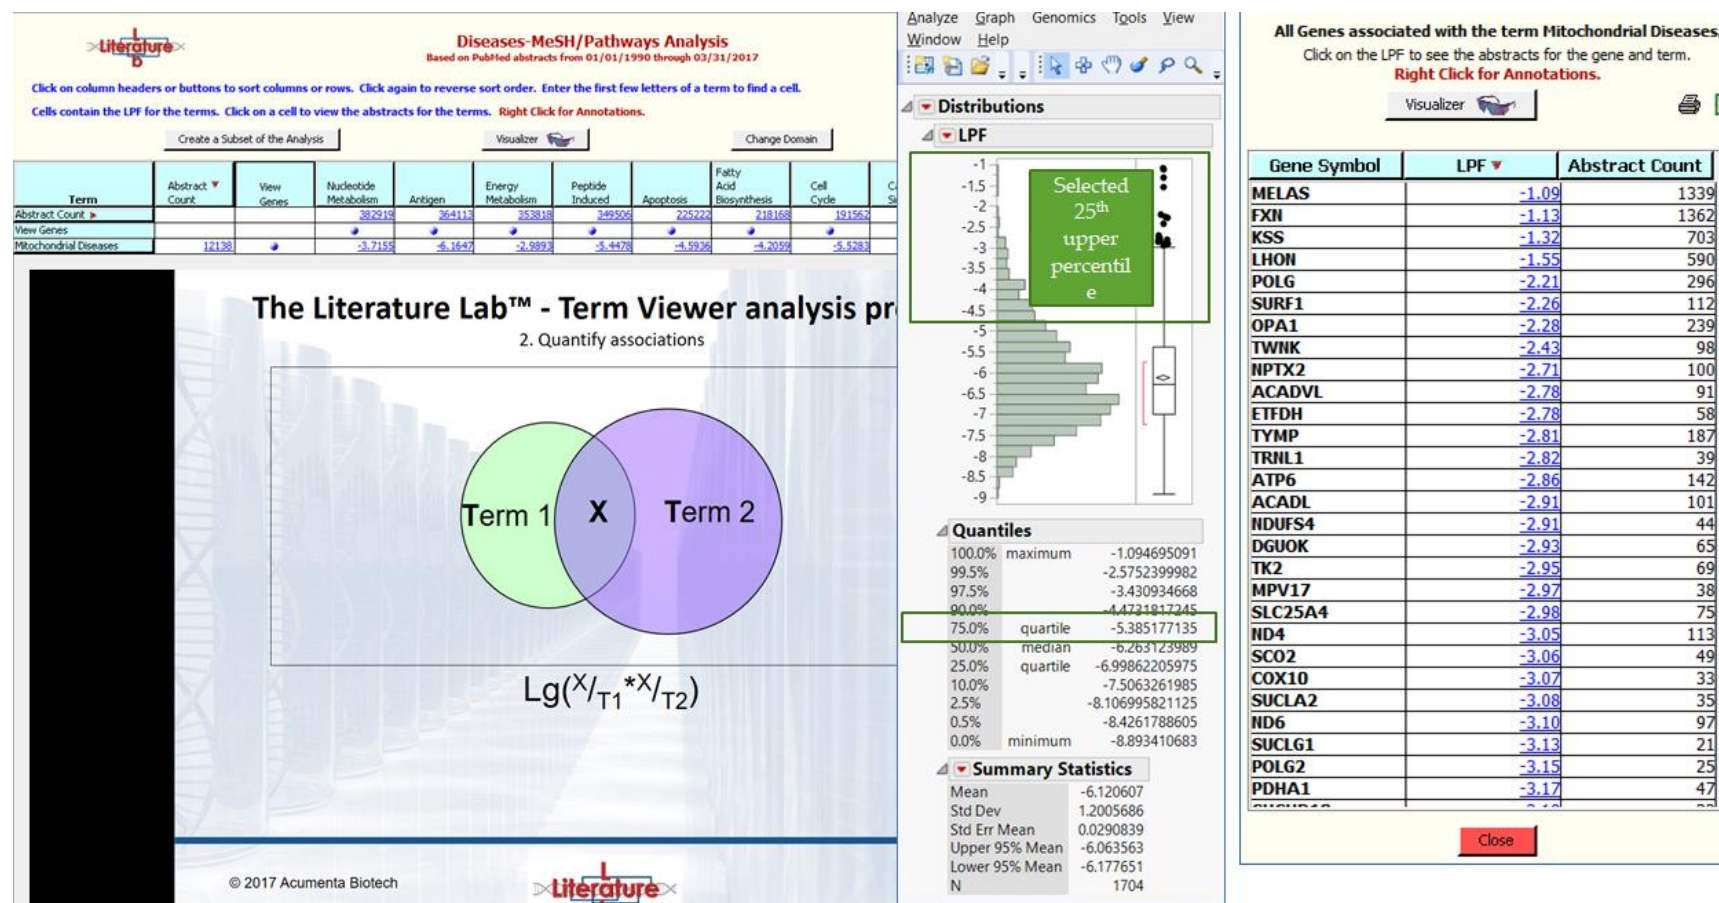 Literature
Lab
Diseases-MeSH/Pathways Analysis
Based on PubMed abstracts from 01/01/1990 through 03/31/2017
Click on column headers or buttons to sort columns or rows. Click again to reverse sort order. Enter the first few letters of a term to find a cell.
Cells contain the LPF for the terms. Click on a cell to view the abstracts for the terms. Right Click for Annotations.
Create a Subset of the Analysis Visualizer Change Domain
Term Abstract Count View Genes Nucleotide Metabolism Antigen Energy Metabolism Peptide Induced Apoptosis Fatty Acid Biosynthesis Cell Cycle
Abstract Count 382919 364113 353818 349506 225222 218168 191562
View Genes
Mitochondrial Diseases 12138 -3.7155 -6.1647 -2.9893 -5.4478 -4.5936 -4.2059 -5.5283
The Literature Lab™ - Term Viewer analysis pr
2. Quantify associations
Term 1 X Term 2
Lg(X/T1*X/T2)
© 2017 Acumenta Biotech
Literature
Analyze Graph Genomics Tools View
Window Help
Distributions
LPF
-1
-1.5
-2
-2.5
-3
-3.5
-4
-4.5
-5
-5.5
-6
-6.5
-7
-7.5
-8
-8.5
-9
Selected
25th
upper
percentil
e
Quantiles
100.0% maximum -1.094695091
99.5% -2.5752399982
97.5% -3.430934668
90.0% -4.4731817245
75.0% quartile -5.385177135
50.0% median -6.263123989
25.0% quartile -6.99862205975
10.0% -7.5063261985
2.5% -8.106995821125
0.5% -8.4261788605
0.0% minimum -8.893410683
Summary Statistics
Mean -6.120607
Std Dev 1.2005686
Std Err Mean 0.0290839
Upper 95% Mean -6.063563
Lower 95% Mean -6.177651
N 1704
All Genes associated with the term Mitochondrial Diseases.
Click on the LPF to see the abstracts for the gene and term.
Right Click for Annotations.
Visualizer
Gene Symbol LPF Abstract Count
MELAS -1.09 1339
FXN -1.13 1362
KSS -1.32 703
LHON -1.55 590
POLG -2.21 296
SURF1 -2.26 112
OPA1 -2.28 239
TWNK -2.43 98
NPTX2 -2.71 100
ACADVL -2.78 91
ETFDH -2.78 58
TYMP -2.81 187
TRNL1 -2.82 39
ATP6 -2.86 142
ACADL -2.91 101
NDUFS4 -2.91 44
DGUOK -2.93 65
TK2 -2.95 69
MPV17 -2.97 38
SLC25A4 -2.98 75
ND4 -3.05 113
SCO2 -3.06 49
COX10 -3.07 33
SUCLA2 -3.08 35
ND6 -3.10 97
SUCLG1 -3.13 21
POLG2 -3.15 25
PDHA1 -3.17 47
Close